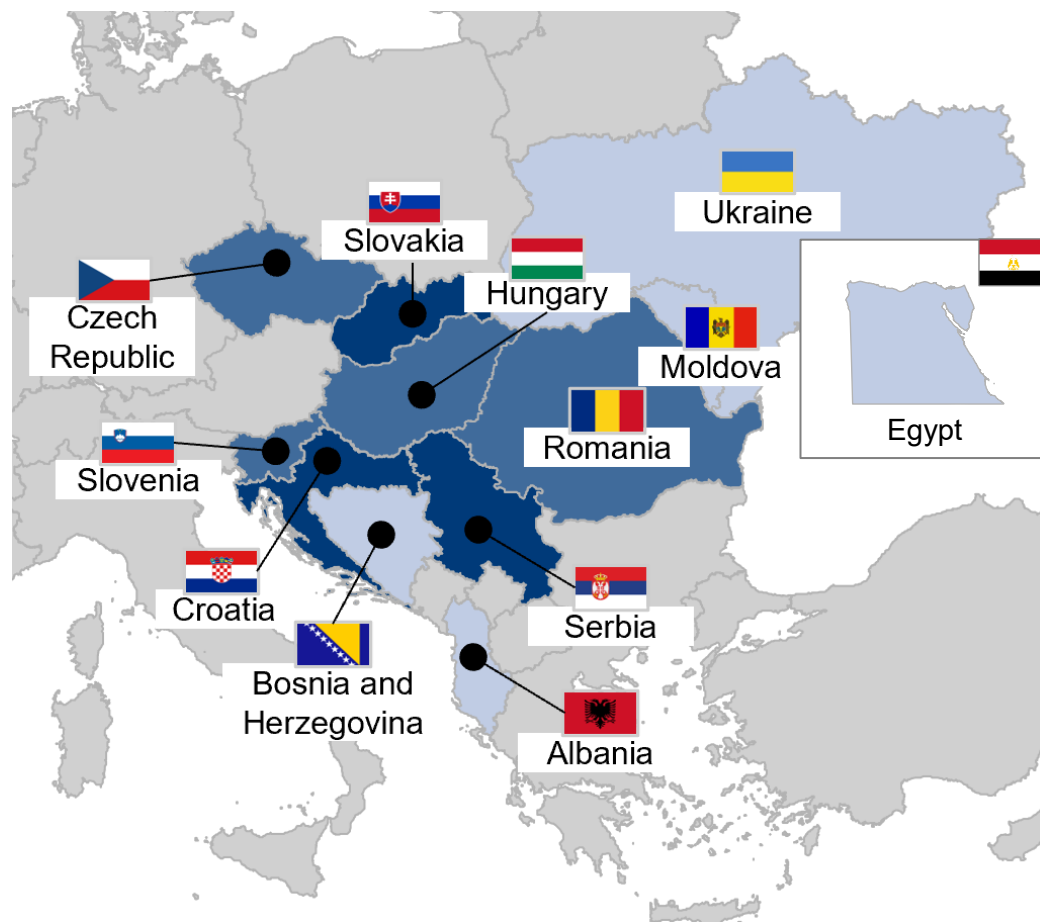 Ukraine
Slovakia
Hungary
Czech
Republic
Moldova
Romania
Egypt
Slovenia
Croatia
Serbia
Bosnia and
Herzegovina
Albania